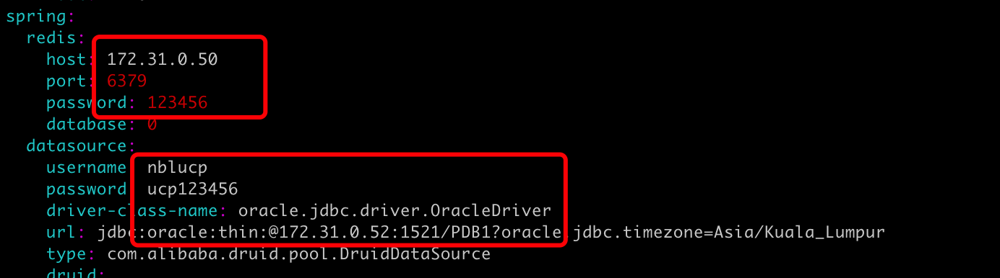 spring:
redis:
host: 172.31.0.50
port: 6379
password: 123456
database: 0
datasource:
username: nblucp
password: ucp123456
driver-class-name: oracle.jdbc.driver.OracleDriver
url: jdbc:oracle:thin:@172.31.0.52:1521/PDB1?oracle.jdbc.timezone=Asia/Kuala_Lumpur
type: com.alibaba.druid.pool.DruidDataSource
druid: